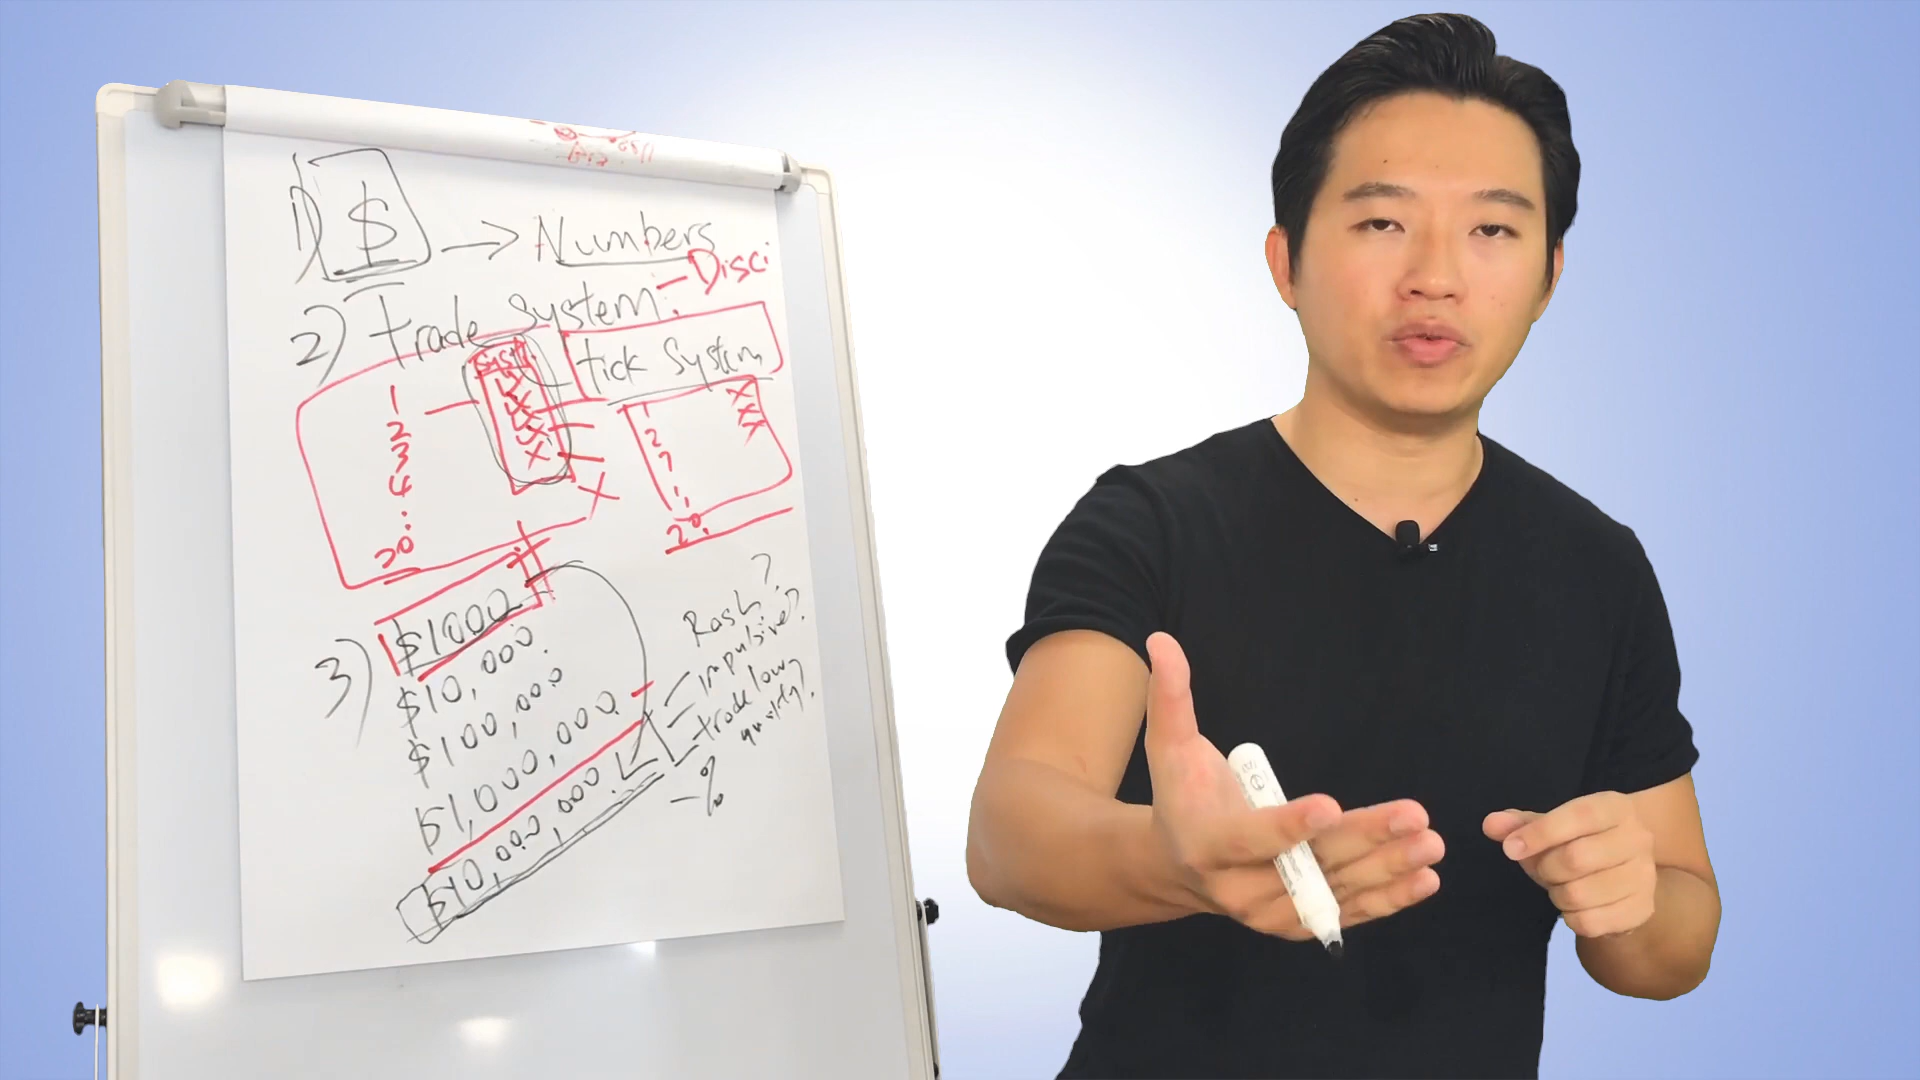 1) $ → Numbers
2) Trade System: - Disci
Syst.
tick System
1
2
3
4
:
20
X
X
X
X
X
X
1
2
20
X
X
X
3) $1000
$10,000.
$100,000
$1,000,000.
$10,000,000.
Rash?
impulsive?
trade low
quality?
- %